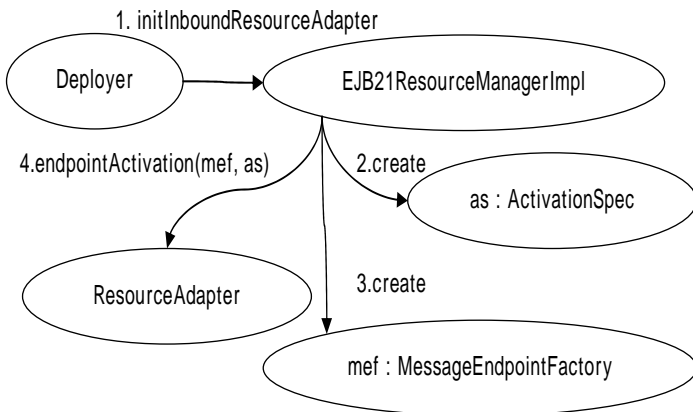 1. initInboundResourceAdapter
Deployer
EJB21ResourceManagerImpl
4.endpointActivation(mef, as)
2.create
as : ActivationSpec
ResourceAdapter
3.create
mef : MessageEndpointFactory